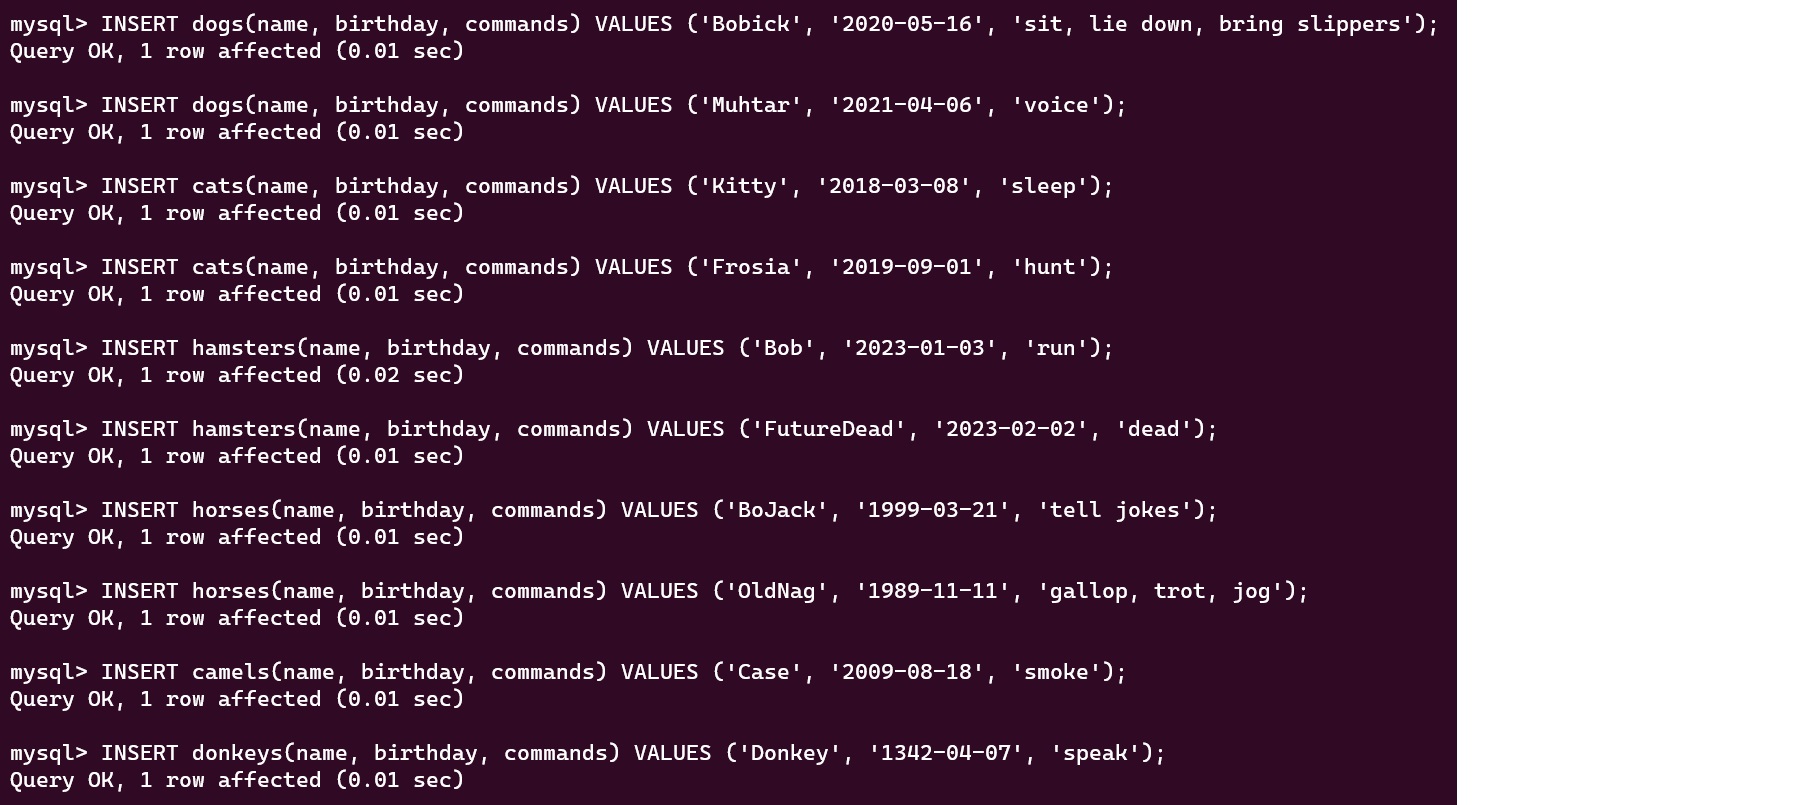 mysql> INSERT dogs(name, birthday, commands) VALUES ('Bobick', '2020-05-16', 'sit, lie down, bring slippers');
Query OK, 1 row affected (0.01 sec)
mysql> INSERT dogs(name, birthday, commands) VALUES ('Muhtar', '2021-04-06', 'voice');
Query OK, 1 row affected (0.01 sec)
mysql> INSERT cats(name, birthday, commands) VALUES ('Kitty', '2018-03-08', 'sleep');
Query OK, 1 row affected (0.01 sec)
mysql> INSERT cats(name, birthday, commands) VALUES ('Frosia', '2019-09-01', 'hunt');
Query OK, 1 row affected (0.01 sec)
mysql> INSERT hamsters(name, birthday, commands) VALUES ('Bob', '2023-01-03', 'run');
Query OK, 1 row affected (0.02 sec)
mysql> INSERT hamsters(name, birthday, commands) VALUES ('FutureDead', '2023-02-02', 'dead');
Query OK, 1 row affected (0.01 sec)
mysql> INSERT horses(name, birthday, commands) VALUES ('BoJack', '1999-03-21', 'tell jokes');
Query OK, 1 row affected (0.01 sec)
mysql> INSERT horses(name, birthday, commands) VALUES ('OldNag', '1989-11-11', 'gallop, trot, jog');
Query OK, 1 row affected (0.01 sec)
mysql> INSERT camels(name, birthday, commands) VALUES ('Case', '2009-08-18', 'smoke');
Query OK, 1 row affected (0.01 sec)
mysql> INSERT donkeys(name, birthday, commands) VALUES ('Donkey', '1342-04-07', 'speak');
Query OK, 1 row affected (0.01 sec)